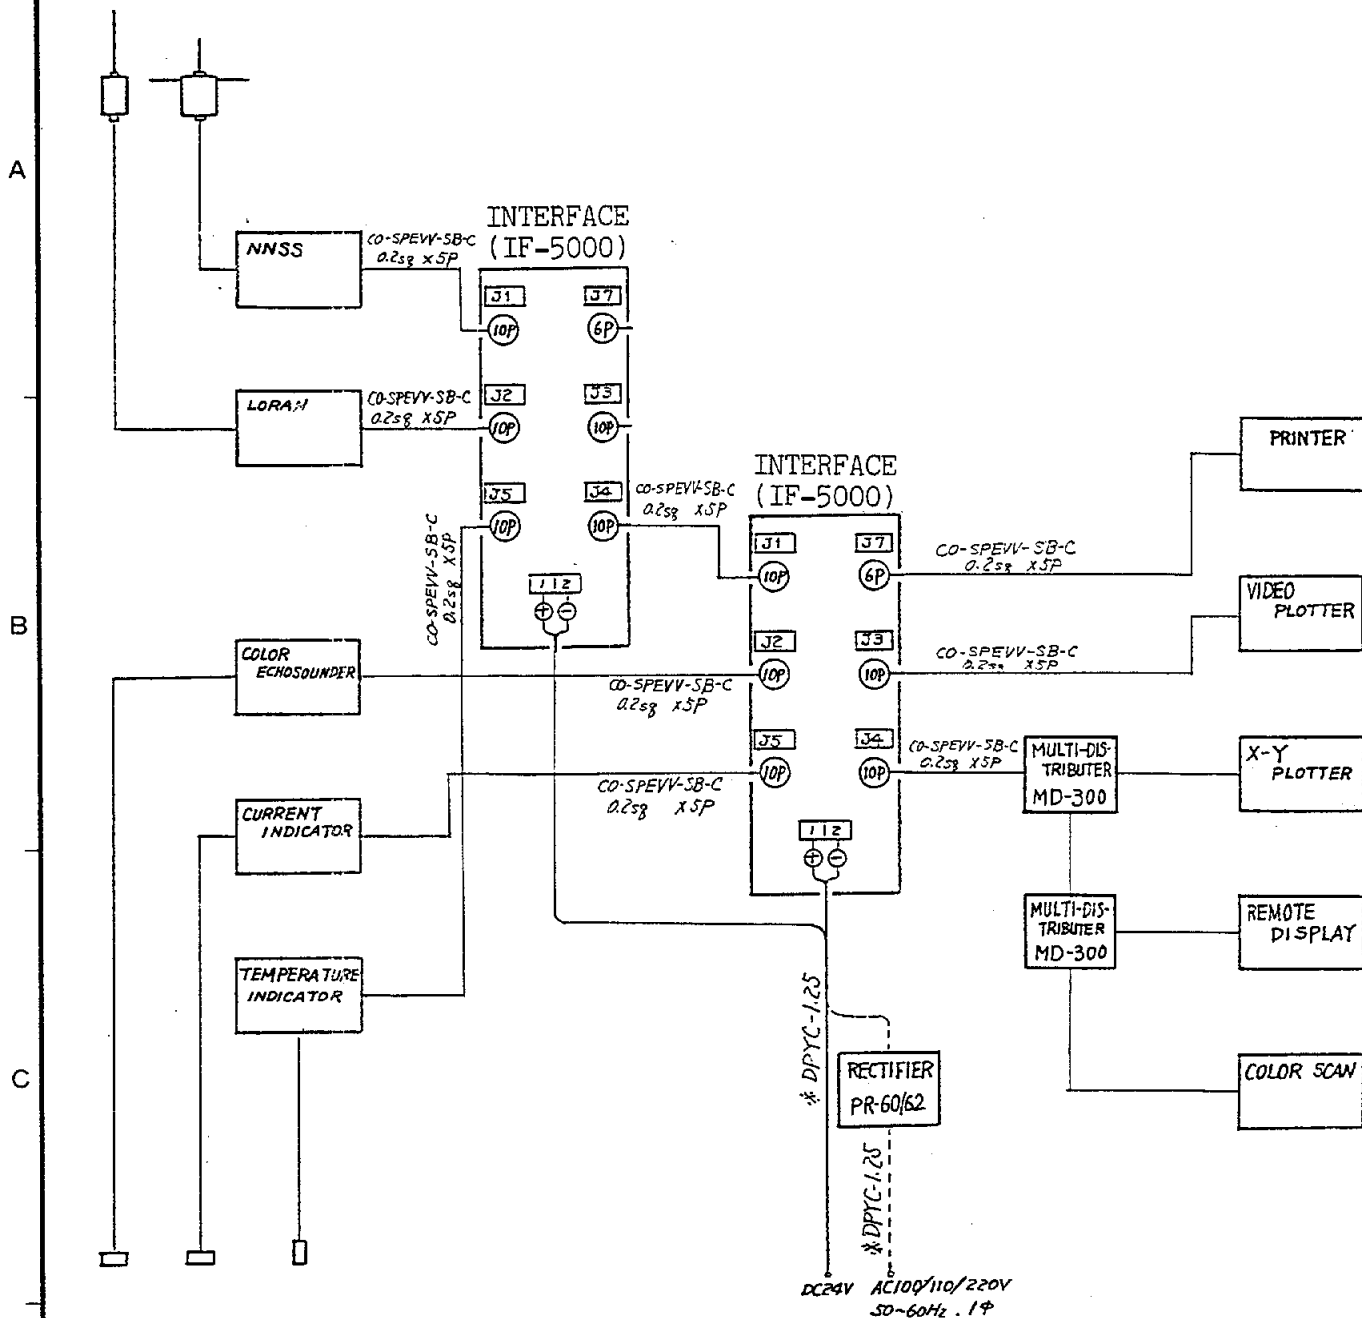 A
B
C
NNSS
CO-SPEVV-SB-C
0.2sq x5P
INTERFACE
(IF-5000)
J1
J7
10P
6P
LORAN
CO-SPEVV-SB-C
0.2sq x5P
J2
J3
10P
10P
J5
J4
10P
10P
CO-SPEVV-SB-C
0.2sq x5P
CO-SPEVV-SB-C
0.2sq x5P
1 2
+ −
INTERFACE
(IF-5000)
J1
J7
10P
6P
CO-SPEVV-SB-C
0.2sq x5P
PRINTER
J2
J3
10P
10P
CO-SPEVV-SB-C
0.2sq x5P
VIDEO
PLOTTER
COLOR
ECHOSOUNDER
CO-SPEVV-SB-C
0.2sq x5P
J5
J4
10P
10P
CO-SPEVV-SB-C
0.2sq x5P
MULTI-DIS-
TRIBUTER
MD-300
X-Y
PLOTTER
CURRENT
INDICATOR
CO-SPEVV-SB-C
0.2sq x5P
1 2
+ −
MULTI-DIS-
TRIBUTER
MD-300
REMOTE
DISPLAY
TEMPERATURE
INDICATOR
※ DPYC-1.25
RECTIFIER
PR-60/62
COLOR SCAN
※DPYC-1.25
DC24V
AC100/110/220V
50~60Hz . 1Φ